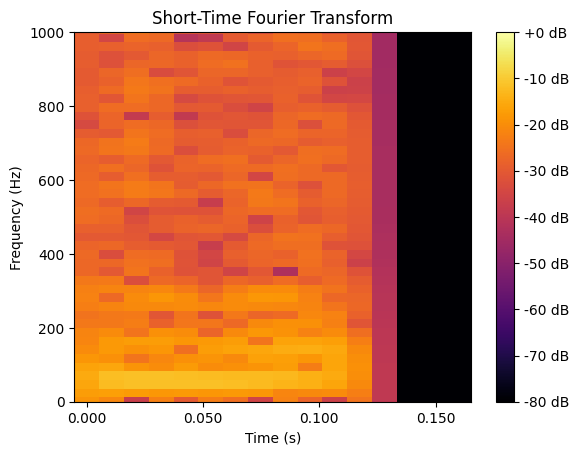 Short-Time Fourier Transform
1000
800
600
400
200
0
Frequency (Hz)
0.000
0.050
0.100
0.150
Time (s)
+0 dB
-10 dB
-20 dB
-30 dB
-40 dB
-50 dB
-60 dB
-70 dB
-80 dB